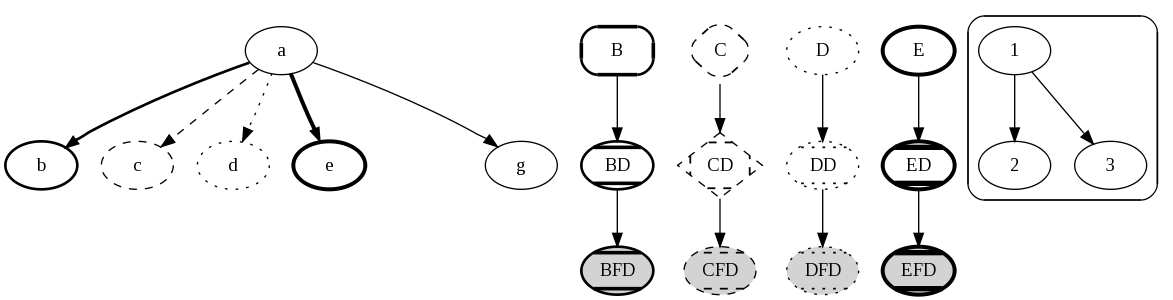 a B C D E 1
b c d e g BD CD DD ED 2 3
BFD CFD DFD EFD